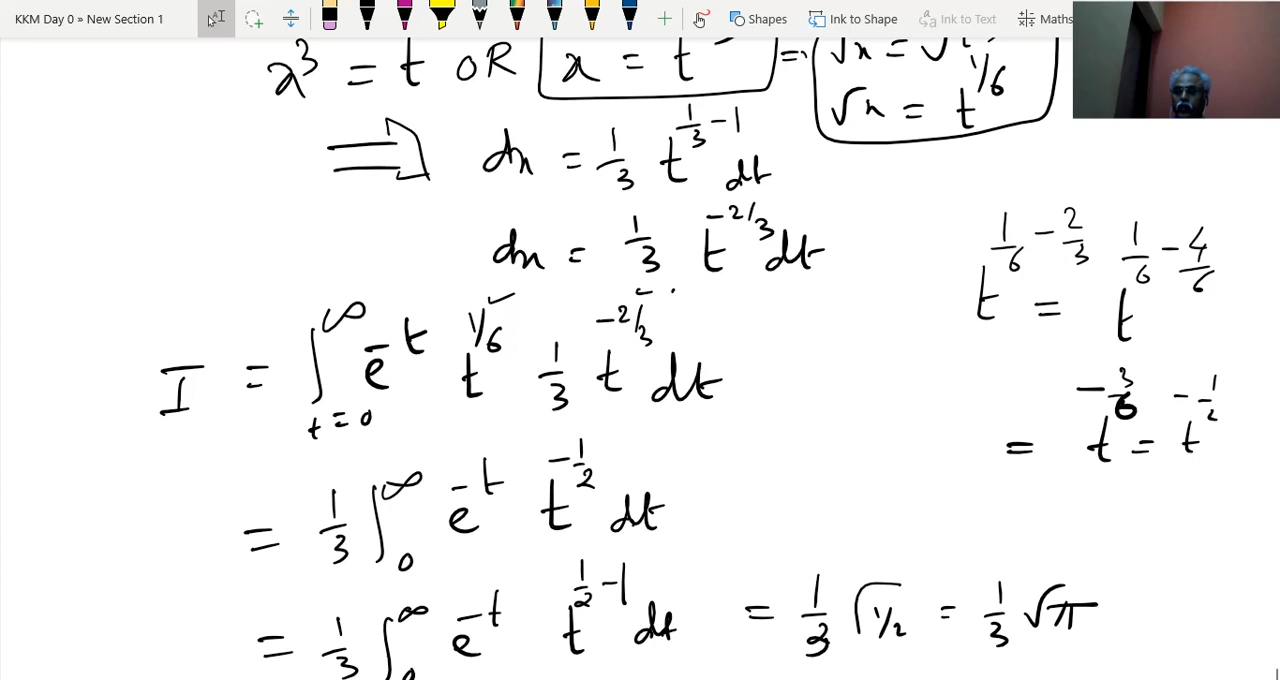 KKM Day 0 » New Section 1
Shapes Ink to Shape Ink to Text Maths
x³ = t OR x = t = √x = √
√x = t^1/6
⇒ dx = 1/3 t^(1/3 - 1) dt
dx = 1/3 t^(-2/3) dt
t^(1/6 - 2/3) = t^(1/6 - 4/6)
I = ∫_{t=0}^∞ e^-t t^1/6 1/3 t^(-2/3) dt
= t^(-3/6) = t^(-1/2)
= 1/3 ∫_0^∞ e^-t t^(-1/2) dt
= 1/3 ∫_0^∞ e^-t t^(1/2 - 1) dt = 1/3 Γ1/2 = 1/3 √π